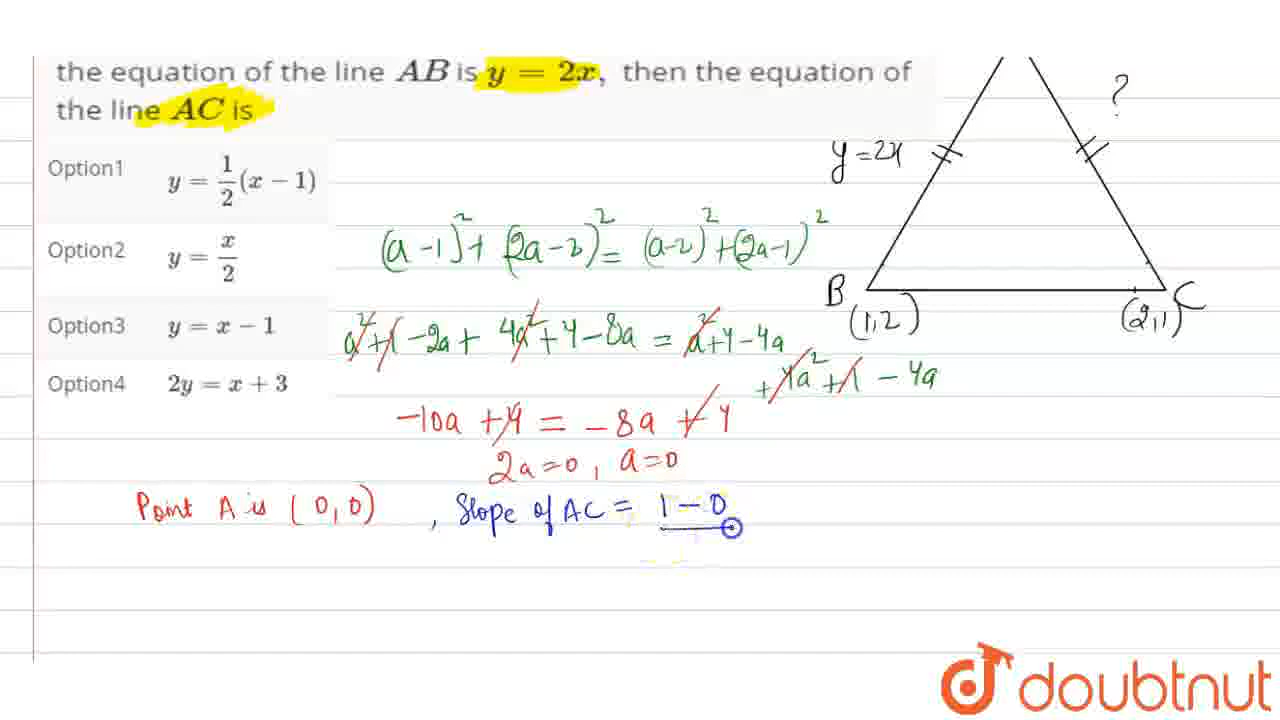 the equation of the line AB is y = 2x, then the equation of
the line AC is
Option1 y = 1/2(x − 1)
Option2 y = x/2
Option3 y = x − 1
Option4 2y = x + 3
?
y = 2x
B
(1,2)
C
(2,1)
(a-1)² + (2a-2)² = (a-2)² + (2a-1)²
a²+1-2a + 4a²+4-8a = a²+4-4a
+4a²+1-4a
-10a + 4 = -8a + 4
2a=0, a=0
Point A is (0,0), Slope of AC = 1-0
doubtnut